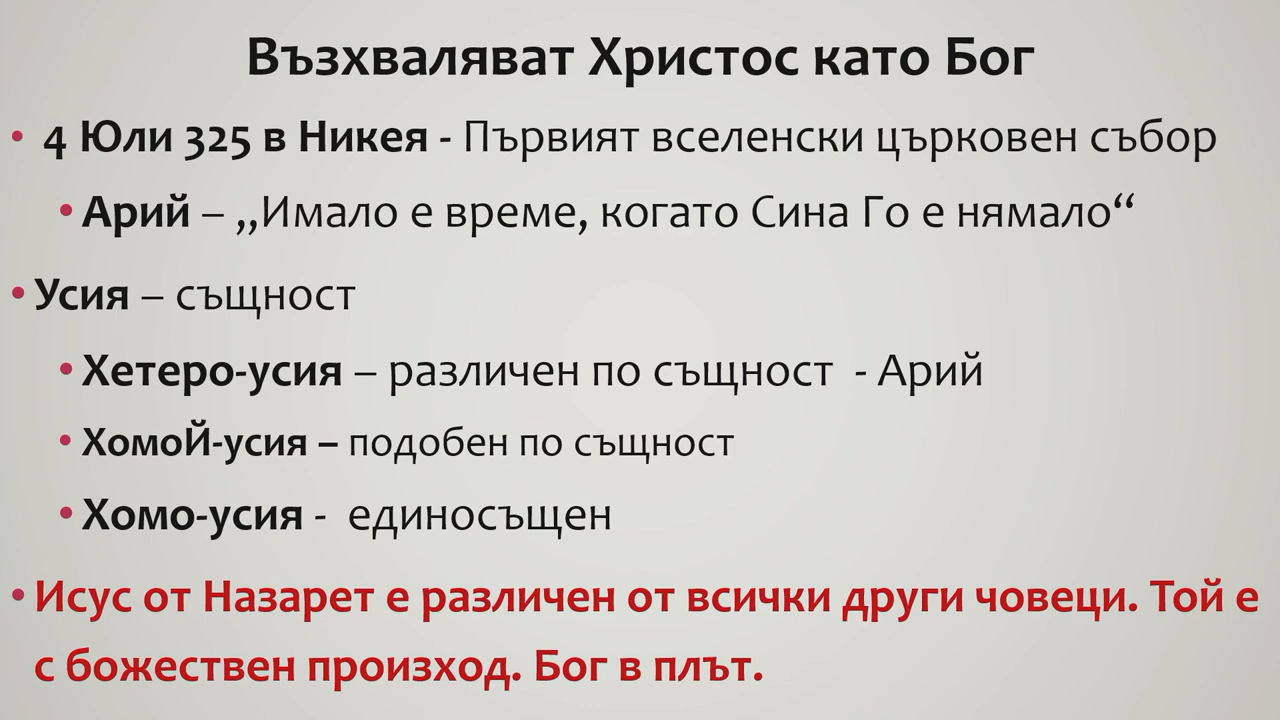 Възхваляват Христос като Бог
• 4 Юли 325 в Никея - Първият вселенски църковен събор
• Арий – „Имало е време, когато Сина Го е нямало“
• Усия – същност
• Хетеро-усия – различен по същност - Арий
• ХомоЙ-усия – подобен по същност
• Хомо-усия - единосъщен
• Исус от Назарет е различен от всички други човеци. Той е
с божествен произход. Бог в плът.